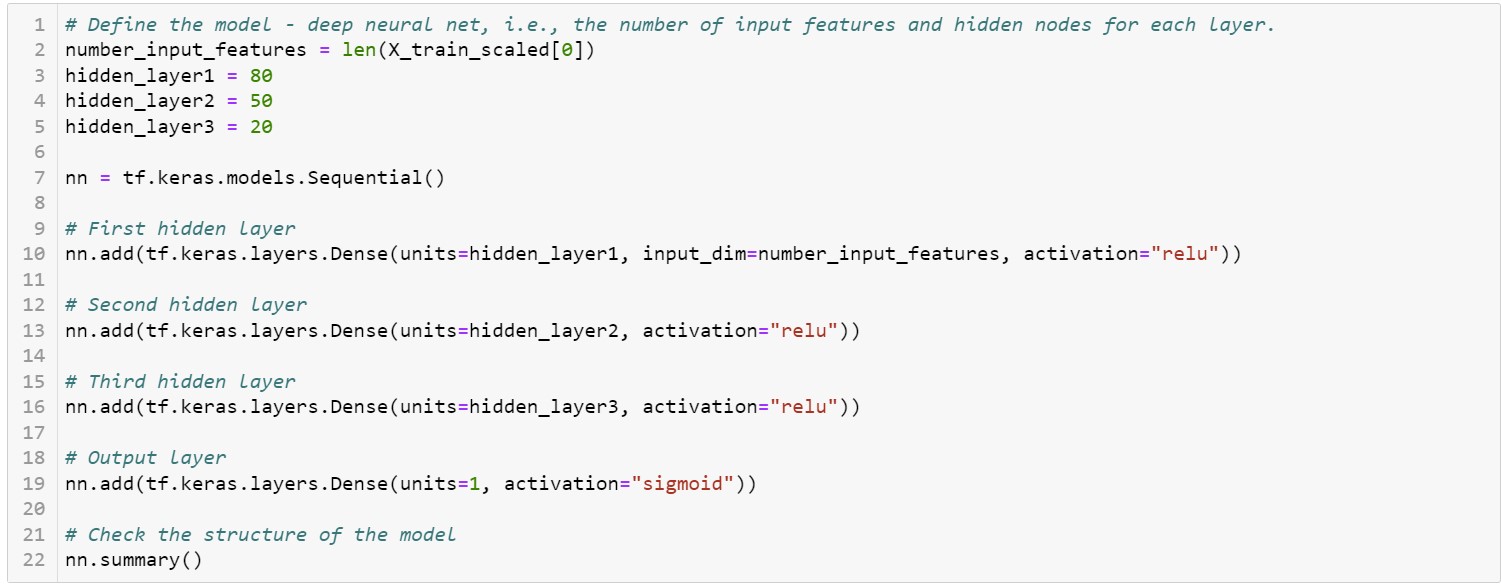 1 # Define the model - deep neural net, i.e., the number of input features and hidden nodes for each layer.
2 number_input_features = len(X_train_scaled[0])
3 hidden_layer1 = 80
4 hidden_layer2 = 50
5 hidden_layer3 = 20
6
7 nn = tf.keras.models.Sequential()
8
9 # First hidden layer
10 nn.add(tf.keras.layers.Dense(units=hidden_layer1, input_dim=number_input_features, activation="relu"))
11
12 # Second hidden layer
13 nn.add(tf.keras.layers.Dense(units=hidden_layer2, activation="relu"))
14
15 # Third hidden layer
16 nn.add(tf.keras.layers.Dense(units=hidden_layer3, activation="relu"))
17
18 # Output layer
19 nn.add(tf.keras.layers.Dense(units=1, activation="sigmoid"))
20
21 # Check the structure of the model
22 nn.summary()